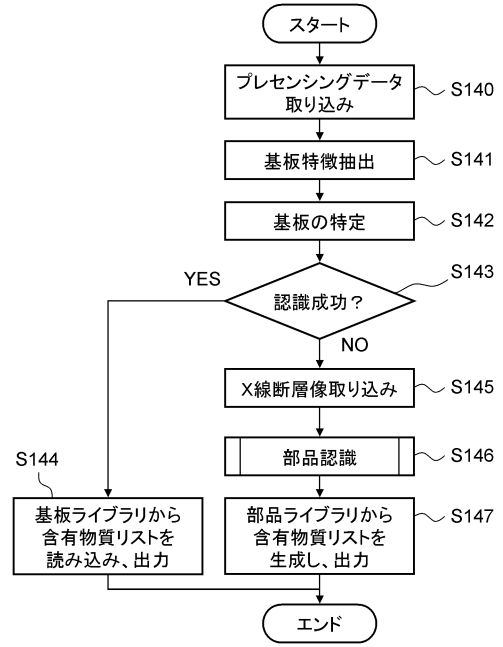 スタート
プレセンシングデータ
取り込み
S140
基板特徴抽出
S141
基板の特定
S142
認識成功？
S143
YES
NO
X線断層像取り込み
S145
部品認識
S146
S144
基板ライブラリから
含有物質リストを
読み込み、出力
部品ライブラリから
含有物質リストを
生成し、出力
S147
エンド